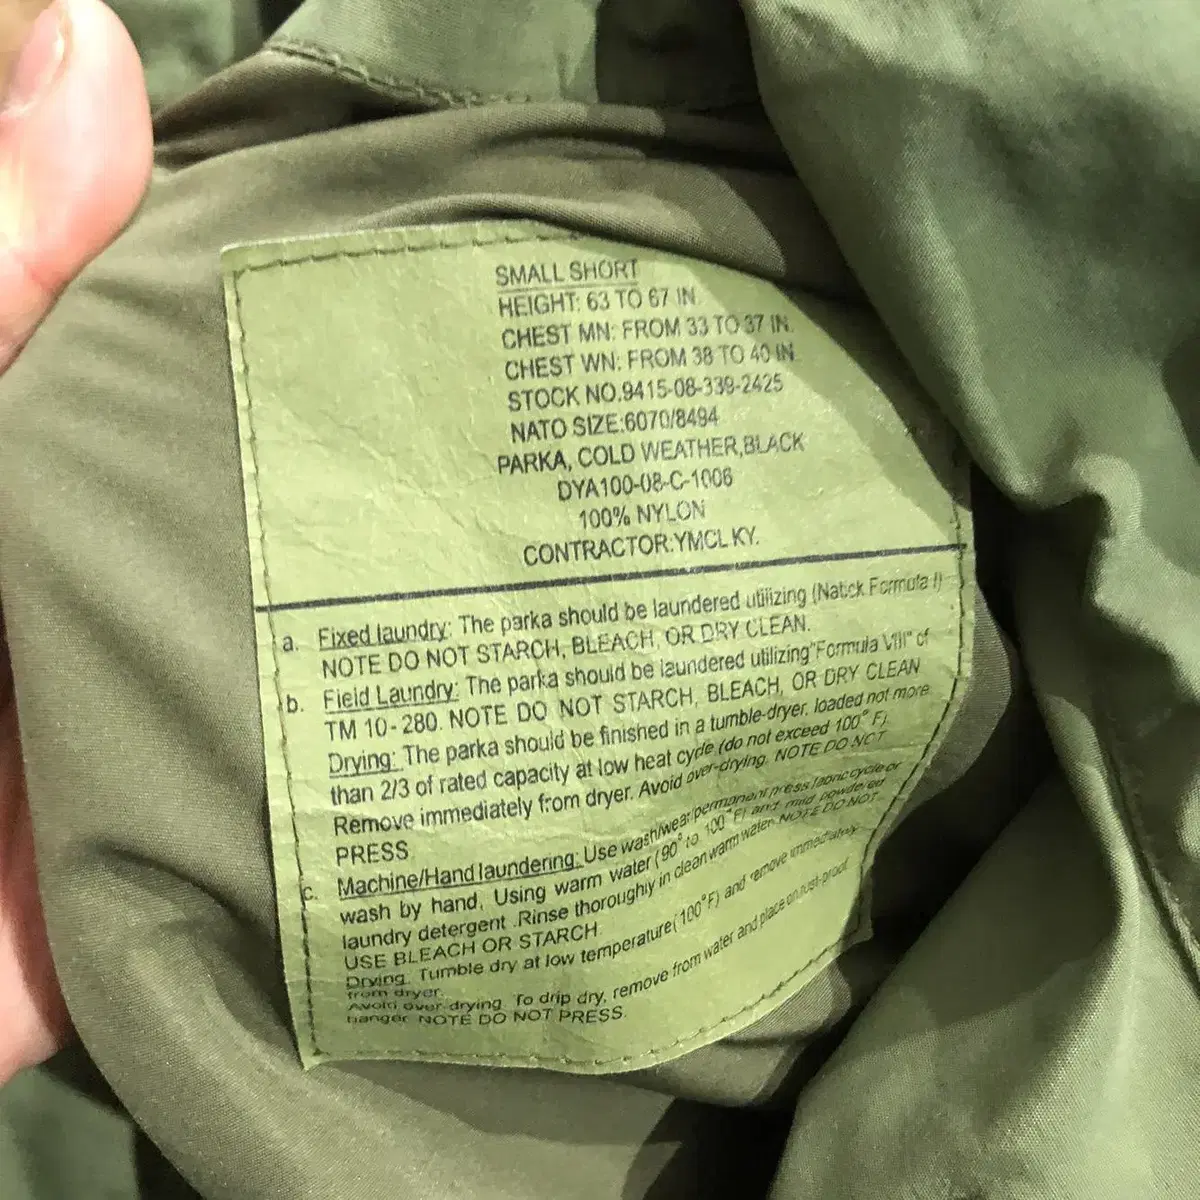 SMALL SHORT
HEIGHT: 63 TO 67 IN.
CHEST MN: FROM 33 TO 37 IN.
CHEST WN: FROM 38 TO 40 IN.
STOCK NO.9415-08-339-2425
NATO SIZE:6070/8494
PARKA, COLD WEATHER,BLACK
DYA100-08-C-1006
100% NYLON
CONTRACTOR:YMCLKY.
a. Fixed laundry: The parka should be laundered utilizing (Natick Formula I)
NOTE DO NOT STARCH, BLEACH, OR DRY CLEAN.
b. Field Laundry: The parka should be laundered utilizing"Formula VIII" of
TM 10-280. NOTE DO NOT STARCH, BLEACH, OR DRY CLEAN
Drying: The parka should be finished in a tumble-dryer, loaded not more
than 2/3 of rated capacity at low heat cycle (do not exceed 100°F).
Remove immediately from dryer. Avoid over-drying. NOTE DO NOT
PRESS
c. Machine/Hand laundering: Use wash/wear permanent press fabric cycle or
wash by hand, Using warm water (90° to 100°F) and mild powdered
laundry detergent .Rinse thoroughly in clean warm water. NOTE DO NOT
USE BLEACH OR STARCH.
Drying. Tumble dry at low temperature(100°F) and remove immediately
from dryer.
Avoid over-drying. To drip dry, remove from water and place on rust-proof
hanger NOTE DO NOT PRESS.